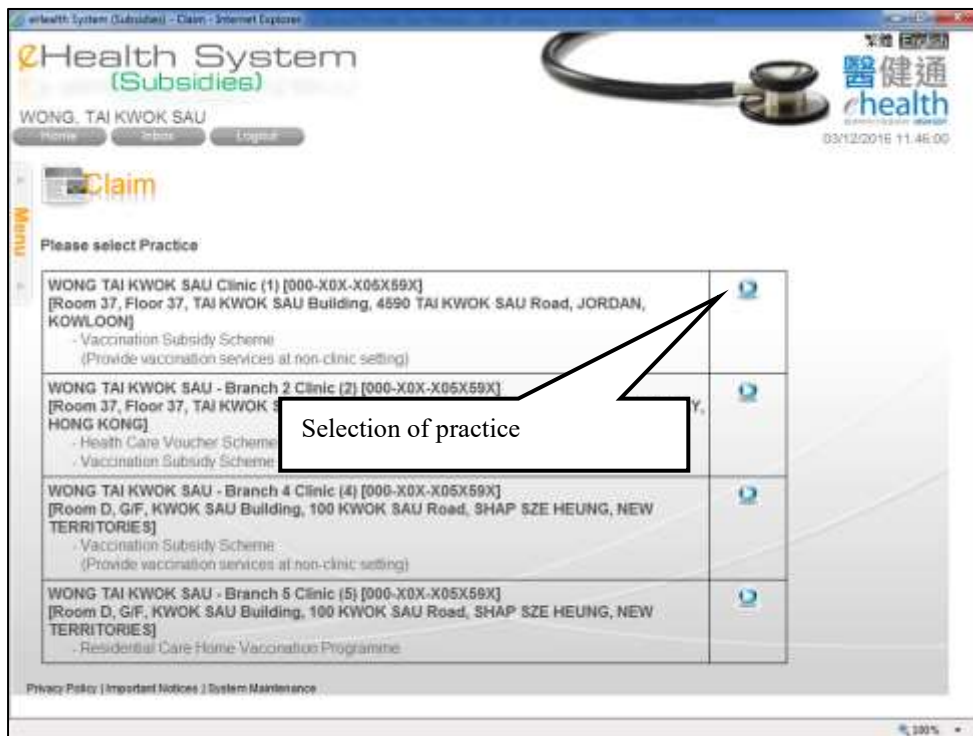 eHealth System (Subsidies) - Claim - Internet Explorer
eHealth System
(Subsidies)
繁體 English
醫健通
ehealth
WONG, TAI KWOK SAU
Home Inbox Logout
03/12/2016 11:46:00
Claim
Menu
Please select Practice
WONG TAI KWOK SAU Clinic (1) [000-X0X-X05X59X]
[Room 37, Floor 37, TAI KWOK SAU Building, 4590 TAI KWOK SAU Road, JORDAN,
KOWLOON]
- Vaccination Subsidy Scheme
(Provide vaccination services at non-clinic setting)
WONG TAI KWOK SAU - Branch 2 Clinic (2) [000-X0X-X05X59X]
[Room 37, Floor 37, TAI KWOK S Y,
HONG KONG]
- Health Care Voucher Scheme
- Vaccination Subsidy Scheme
Selection of practice
WONG TAI KWOK SAU - Branch 4 Clinic (4) [000-X0X-X05X59X]
[Room D, G/F, KWOK SAU Building, 100 KWOK SAU Road, SHAP SZE HEUNG, NEW
TERRITORIES]
- Vaccination Subsidy Scheme
(Provide vaccination services at non-clinic setting)
WONG TAI KWOK SAU - Branch 5 Clinic (5) [000-X0X-X05X59X]
[Room D, G/F, KWOK SAU Building, 100 KWOK SAU Road, SHAP SZE HEUNG, NEW
TERRITORIES]
- Residential Care Home Vaccination Programme
Privacy Policy | Important Notices | System Maintenance
100%